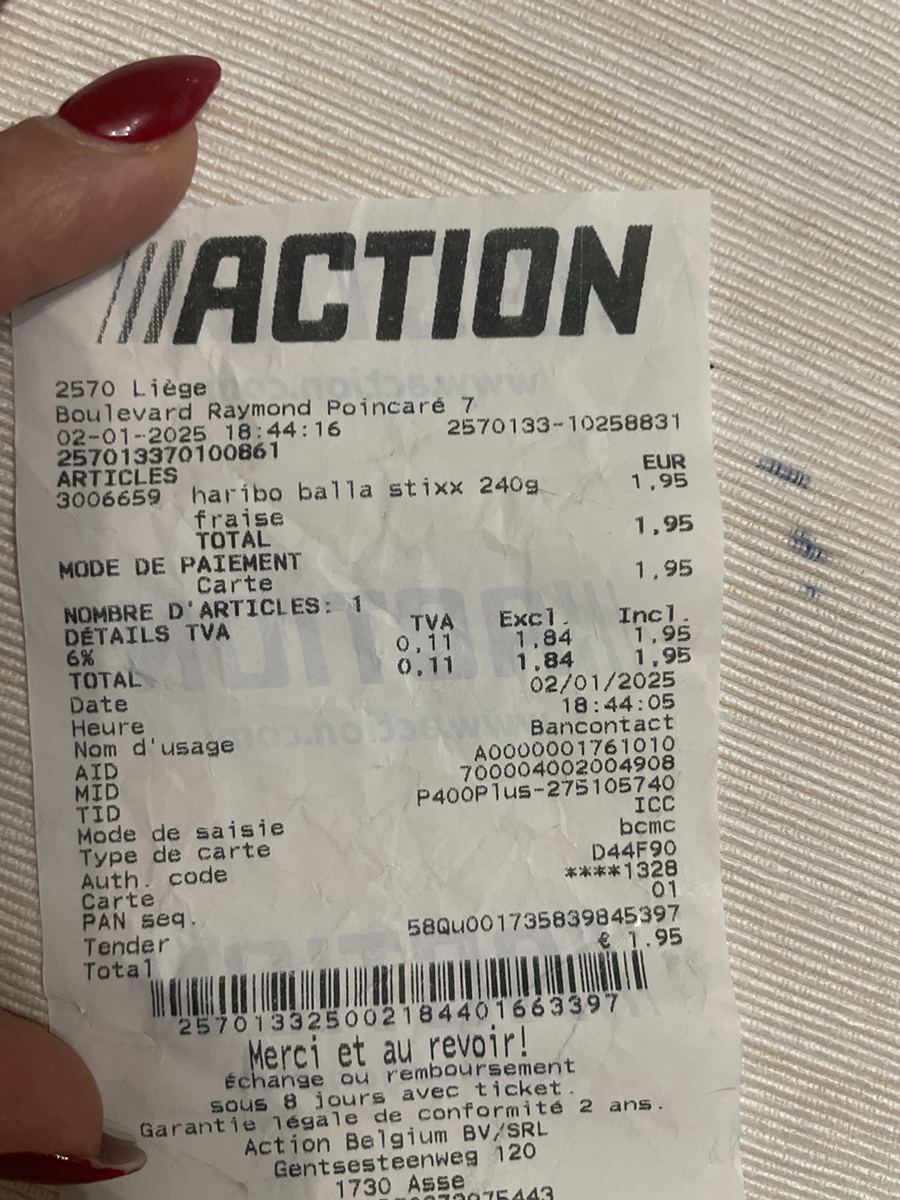 ACTION
2570 Liège
Boulevard Raymond Poincaré 7
02-01-2025 18:44:16 2570133-10258831
257013370100861
ARTICLES EUR
3006659 haribo balla stixx 240g 1,95
fraise
TOTAL 1,95
MODE DE PAIEMENT
Carte 1,95
NOMBRE D'ARTICLES: 1
DÉTAILS TVA TVA Excl. Incl.
6% 0,11 1,84 1,95
TOTAL 0,11 1,84 1,95
Date 02/01/2025
Heure 18:44:05
Nom d'usage Bancontact
AID A0000001761010
MID 700004002004908
TID P400Plus-275105740
Mode de saisie ICC
Type de carte bcmc
Auth. code D44F90
Carte ****1328
PAN seq. 01
Tender 58Qu001735839845397
Total € 1.95
257013325002184401663397
Merci et au revoir!
Échange ou remboursement
sous 8 jours avec ticket.
Garantie légale de conformité 2 ans.
Action Belgium BV/SRL
Gentsesteenweg 120
1730 Asse